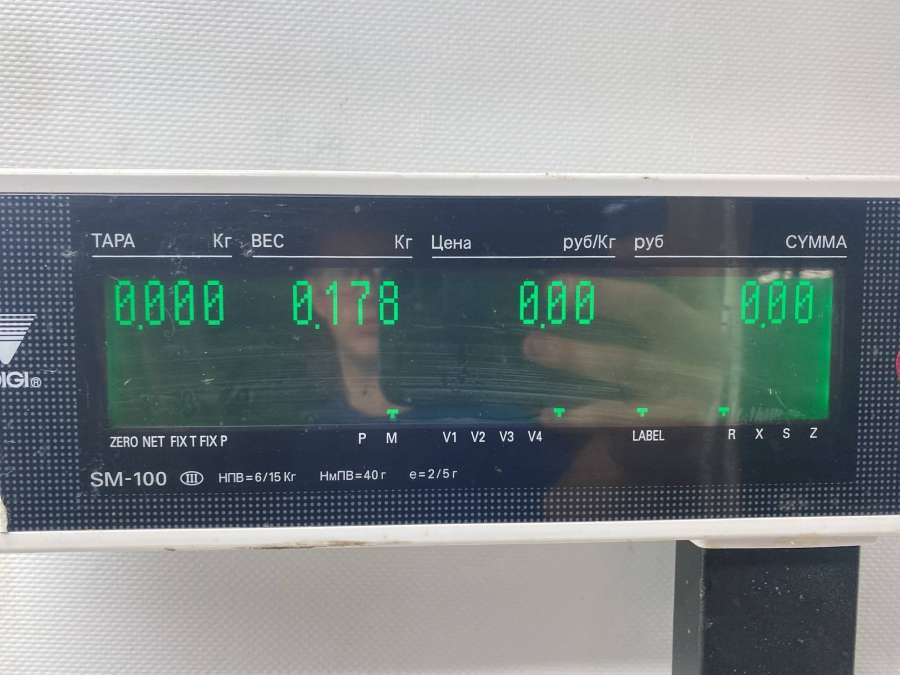 ТАРА Кг ВЕС Кг Цена руб/Кг руб СУММА
0.000 0.178 0.00 0.00
DIGI®
ZERO NET FIX T FIX P P M V1 V2 V3 V4 LABEL R X S Z
SM-100 III НПВ=6/15 Кг НмПВ=40 г e=2/5 г